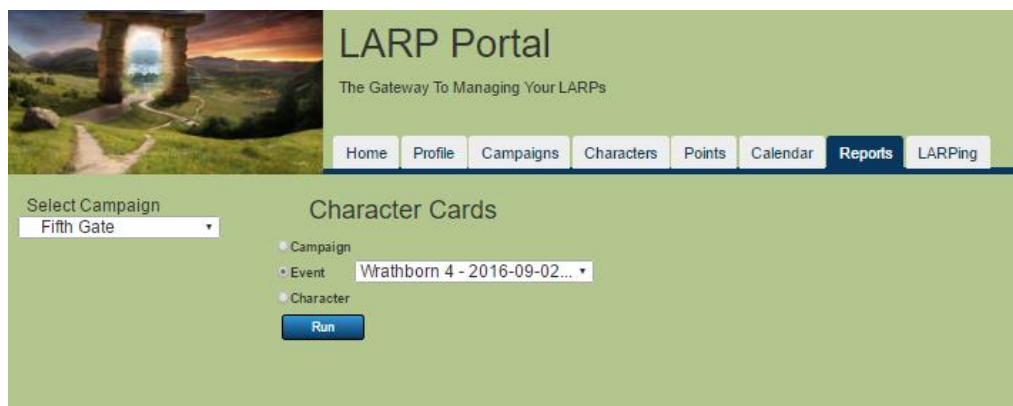 LARP Portal
The Gateway To Managing Your LARPs
Home Profile Campaigns Characters Points Calendar Reports LARPing
Select Campaign
Fifth Gate
Character Cards
Campaign
Event Wrathborn 4 - 2016-09-02...
Character
Run